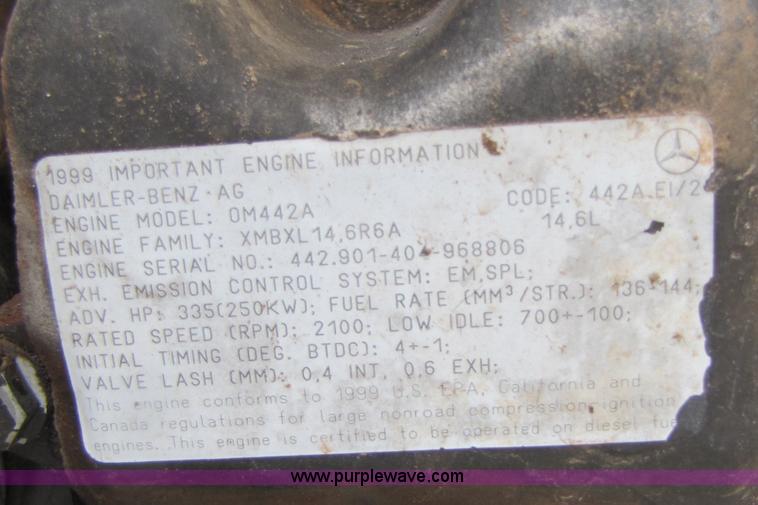 1999 IMPORTANT ENGINE INFORMATION
DAIMLER-BENZ AG CODE: 442A.EI/2
ENGINE MODEL: OM442A 14,6L
ENGINE FAMILY: XMBXL14,6R6A
ENGINE SERIAL NO.: 442.901-40 -968806
EXH. EMISSION CONTROL SYSTEM: EM,SPL;
ADV. HP: 335(250KW); FUEL RATE (MM³/STR.): 136-144;
RATED SPEED (RPM): 2100; LOW IDLE: 700+-100;
INITIAL TIMING (DEG. BTDC): 4+-1;
VALVE LASH (MM): 0,4 INT, 0,6 EXH;
This engine conforms to 1999 U.S. EPA, California and
Canada regulations for large nonroad compression-ignition
engines. This engine is certified to be operated on diesel fue
www.purplewave.com